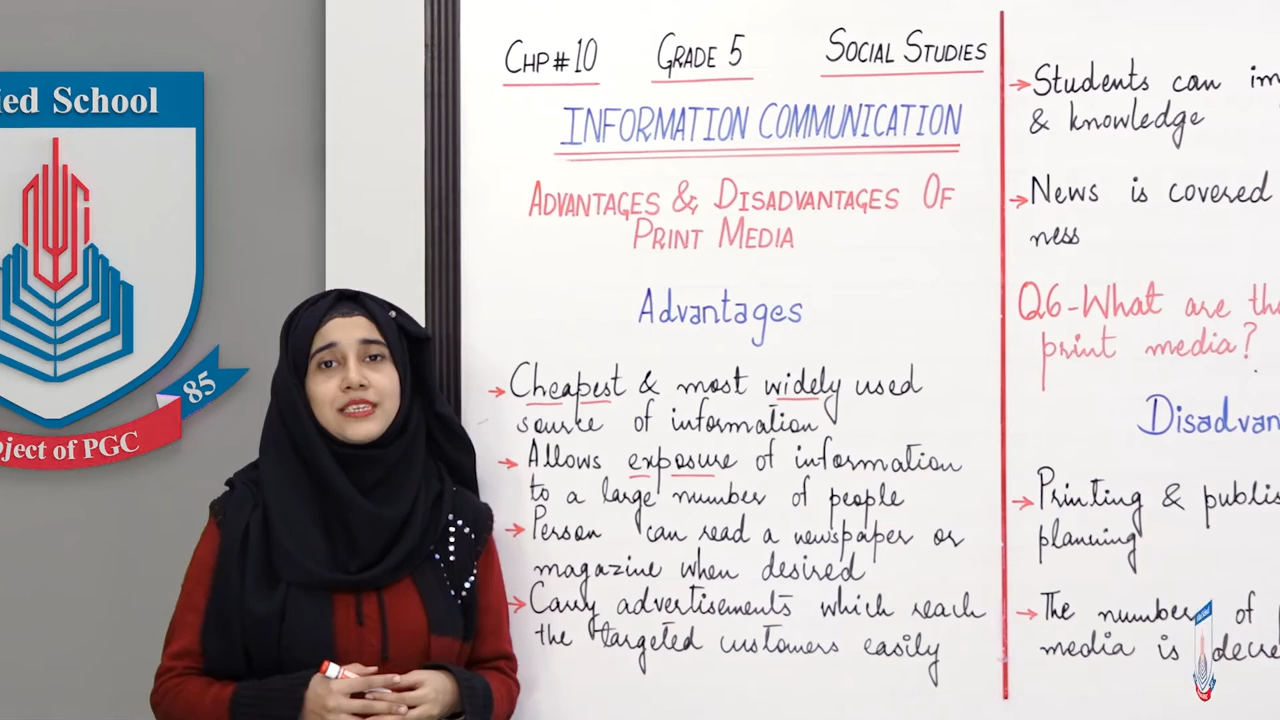 ied School
85
oject of PGC
CHP # 10 GRADE 5 SOCIAL STUDIES
INFORMATION COMMUNICATION
ADVANTAGES & DISADVANTAGES OF
PRINT MEDIA
Advantages
→ Cheapest & most widely used
source of information
→ Allows exposure of information
to a large number of people
→ Person can read a newspaper or
magazine when desired
→ Carry advertisements which reach
the targeted customers easily
→ Students can im
& knowledge
→ News is covered
ness
Q6-What are the
print media?
Disadvan
→ Printing & publis
planning
→ The number of
media is decre